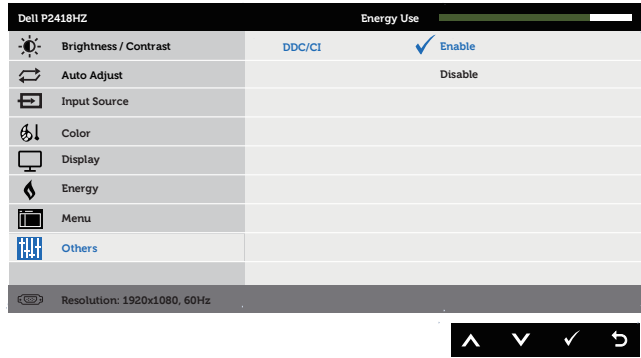 Dell P2418HZ Energy Use
Brightness / Contrast DDC/CI Enable
Auto Adjust Disable
Input Source
Color
Display
Energy
Menu
Others
Resolution: 1920x1080, 60Hz